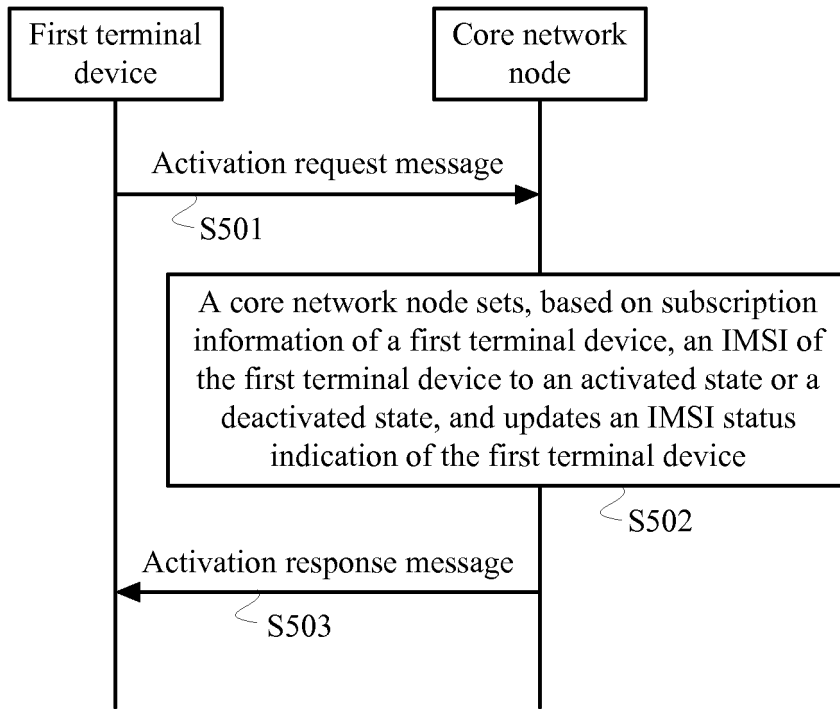 First terminal
device
Core network
node
Activation request message
S501
A core network node sets, based on subscription
information of a first terminal device, an IMSI of
the first terminal device to an activated state or a
deactivated state, and updates an IMSI status
indication of the first terminal device
S502
Activation response message
S503